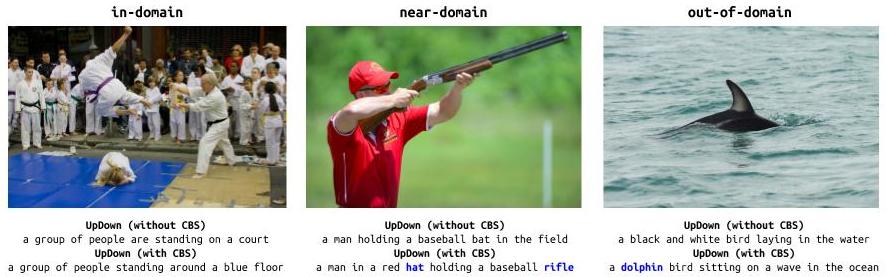 in-domain
near-domain
out-of-domain
UpDown (without CBS)
a group of people are standing on a court
UpDown (with CBS)
a group of people standing around a blue floor
UpDown (without CBS)
a man holding a baseball bat in the field
UpDown (with CBS)
a man in a red hat holding a baseball rifle
UpDown (without CBS)
a black and white bird laying in the water
UpDown (with CBS)
a dolphin bird sitting on a wave in the ocean